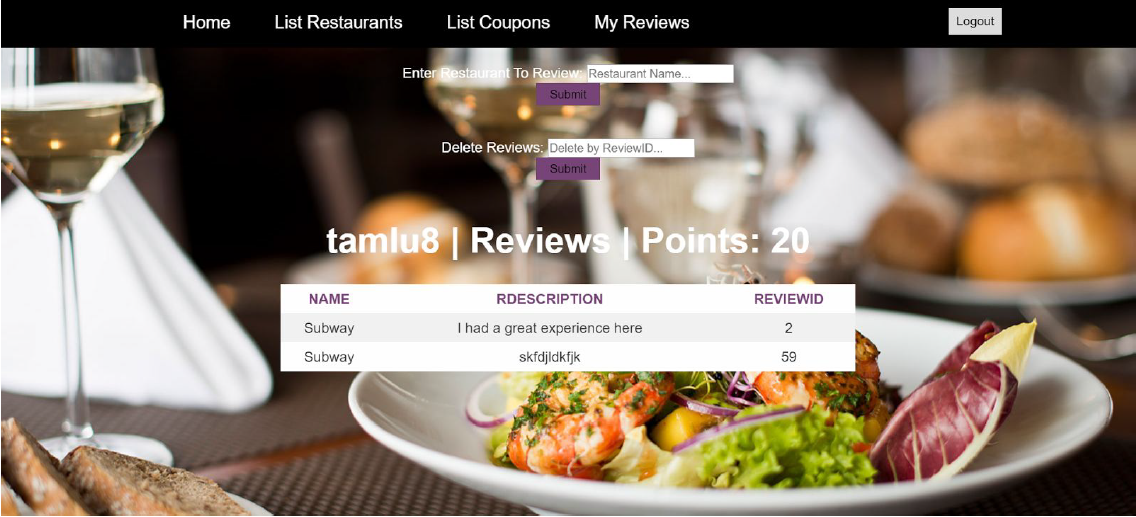 Home List Restaurants List Coupons My Reviews Logout
Enter Restaurant To Review: Restaurant Name...
Submit
Delete Reviews: Delete by ReviewID...
Submit
tamlu8 | Reviews | Points: 20
NAME RDESCRIPTION REVIEWID
Subway I had a great experience here 2
Subway skfdjldkfjk 59